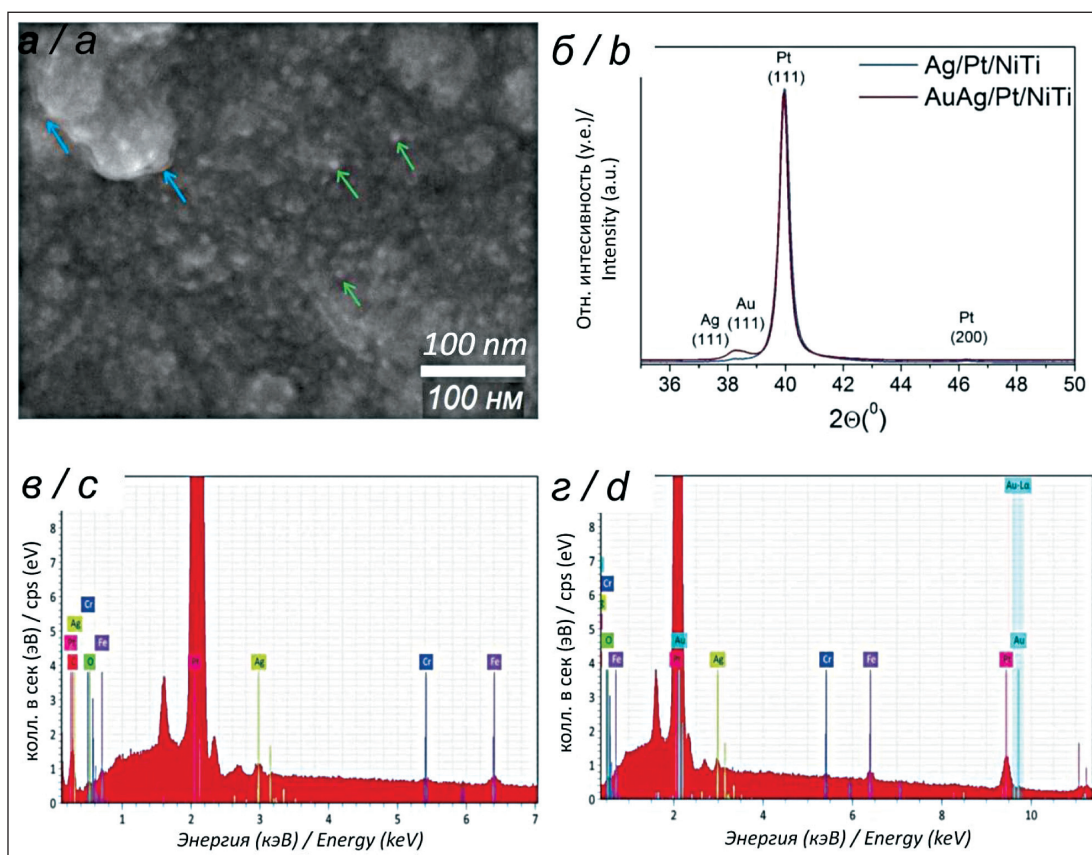 а / a
100 nm
100 нм
б / b
Pt
(111)
Ag/Pt/NiTi
AuAg/Pt/NiTi
Ag
(111)
Au
(111)
Pt
(200)
Отн. интесивность (у.е.)/
Intensity (a.u.)
36 38 40 42 44 46 48 50
2Θ(⁰)
в / c
8
7
6
5
4
3
2
1
0
колл. в сек (эВ) / cps (eV)
Cr
Ag
Pt
Fe
C
O
Pt
Ag
Cr
Fe
1 2 3 4 5 6 7
Энергия (кэВ) / Energy (keV)
г / d
Au-Lα
8
7
6
5
4
3
2
1
0
колл. в сек (эВ) / cps (eV)
Cr
O
Fe
Au
Pt
Ag
Cr
Fe
Au
Pt
2 4 6 8 10
Энергия (кэВ) / Energy (keV)